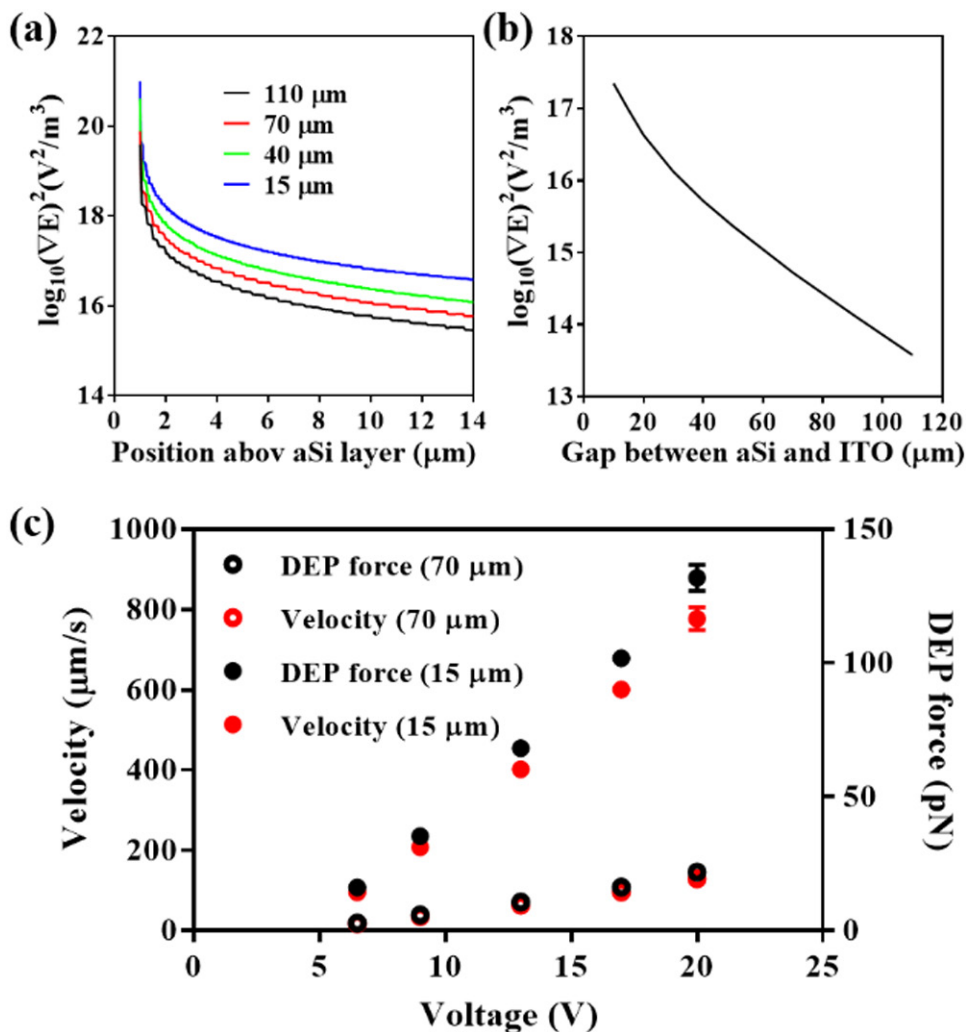 (a)
log10(∇E)²(V²/m³)
22
20
18
16
14
110 μm
70 μm
40 μm
15 μm
0 2 4 6 8 10 12 14
Position abov aSi layer (μm)
(b)
log10(∇E)²(V²/m³)
18
17
16
15
14
13
0 20 40 60 80 100 120
Gap between aSi and ITO (μm)
(c)
Velocity (μm/s)
1000
800
600
400
200
0
DEP force (70 μm)
Velocity (70 μm)
DEP force (15 μm)
Velocity (15 μm)
150
100
50
0
DEP force (pN)
0 5 10 15 20 25
Voltage (V)